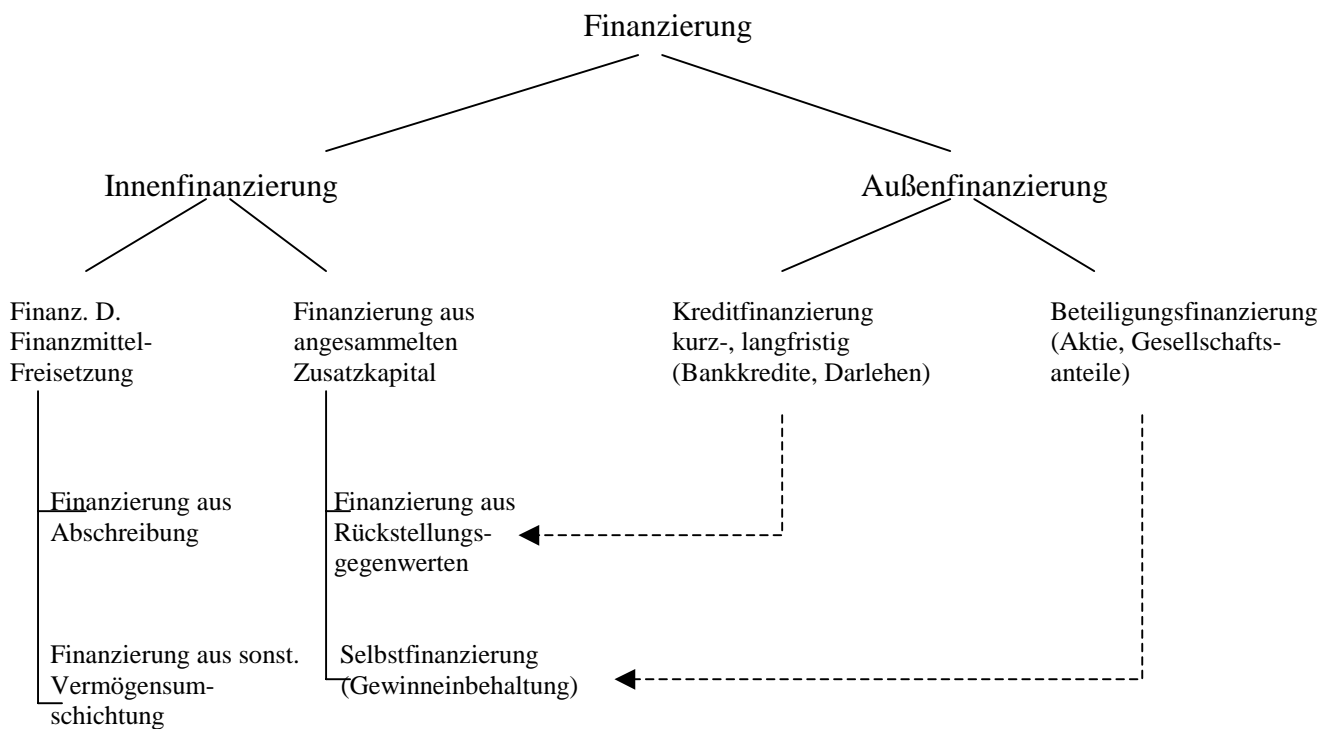 Finanzierung
Innenfinanzierung
Außenfinanzierung
Finanz. D.
Finanzmittel-
Freisetzung
Finanzierung aus
angesammelten
Zusatzkapital
Kreditfinanzierung
kurz-, langfristig
(Bankkredite, Darlehen)
Beteiligungsfinanzierung
(Aktie, Gesellschafts-
anteile)
Finanzierung aus
Abschreibung
Finanzierung aus
Rückstellungs-
gegenwerten
Finanzierung aus sonst.
Vermögensum-
schichtung
Selbstfinanzierung
(Gewinneinbehaltung)